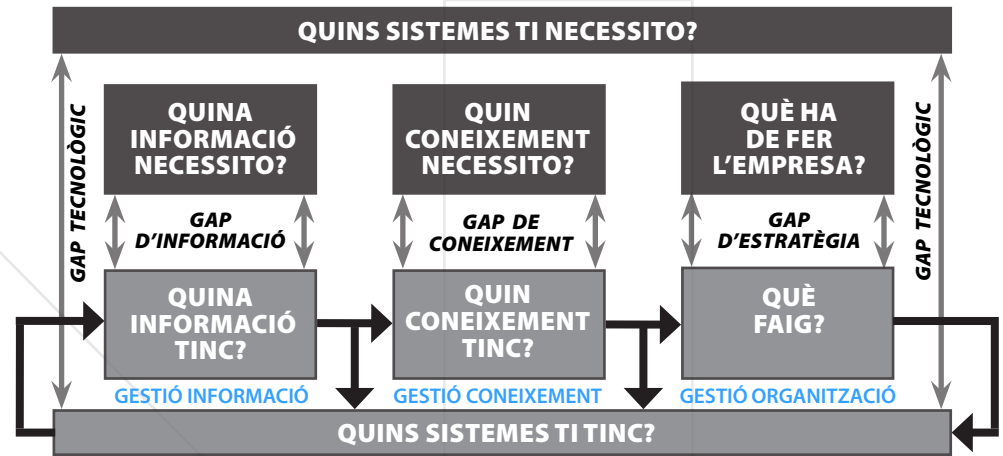 QUINS SISTEMES TI NECESSITO?
GAP TECNOLÒGIC
QUINA
INFORMACIÓ
NECESSITO?
QUIN
CONEIXEMENT
NECESSITO?
QUÈ HA
DE FER
L'EMPRESA?
GAP TECNOLÒGIC
GAP
D'INFORMACIÓ
GAP DE
CONEIXEMENT
GAP
D'ESTRATÈGIA
QUINA
INFORMACIÓ
TINC?
QUIN
CONEIXEMENT
TINC?
QUÈ
FAIG?
GESTIÓ INFORMACIÓ
GESTIÓ CONEIXEMENT
GESTIÓ ORGANITZACIÓ
QUINS SISTEMES TI TINC?